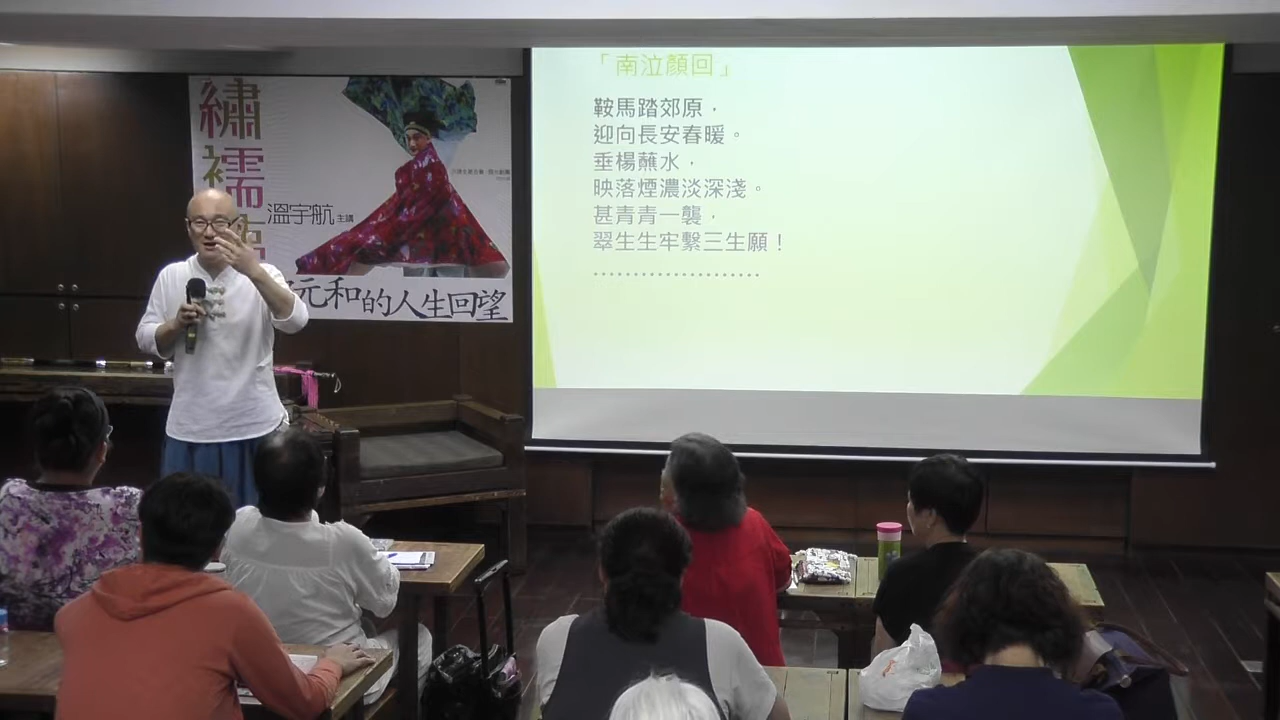 繡襦
溫宇航 主講
元和的人生回望
「南泣顏回」
鞍馬踏郊原，
迎向長安春暖。
垂楊蘸水，
映落煙濃淡深淺。
甚青青一襲，
翠生生牢繫三生願！
.....................